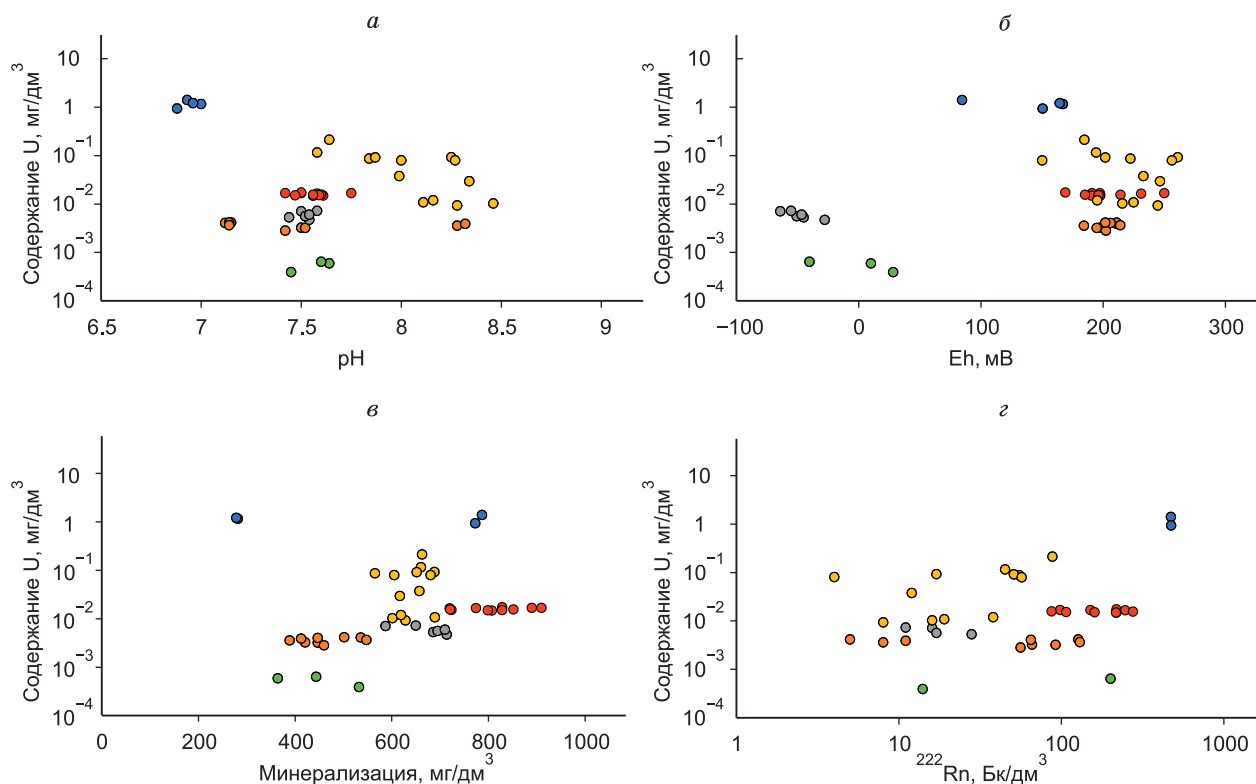 а
Содержание U, мг/дм³
10
1
10⁻¹
10⁻²
10⁻³
10⁻⁴
6.5 7 7.5 8 8.5 9
pH
б
Содержание U, мг/дм³
10
1
10⁻¹
10⁻²
10⁻³
10⁻⁴
−100 0 100 200 300
Eh, мВ
в
Содержание U, мг/дм³
10
1
10⁻¹
10⁻²
10⁻³
10⁻⁴
0 200 400 600 800 1000
Минерализация, мг/дм³
г
Содержание U, мг/дм³
10
1
10⁻¹
10⁻²
10⁻³
10⁻⁴
1 10 100 1000
²²²Rn, Бк/дм³